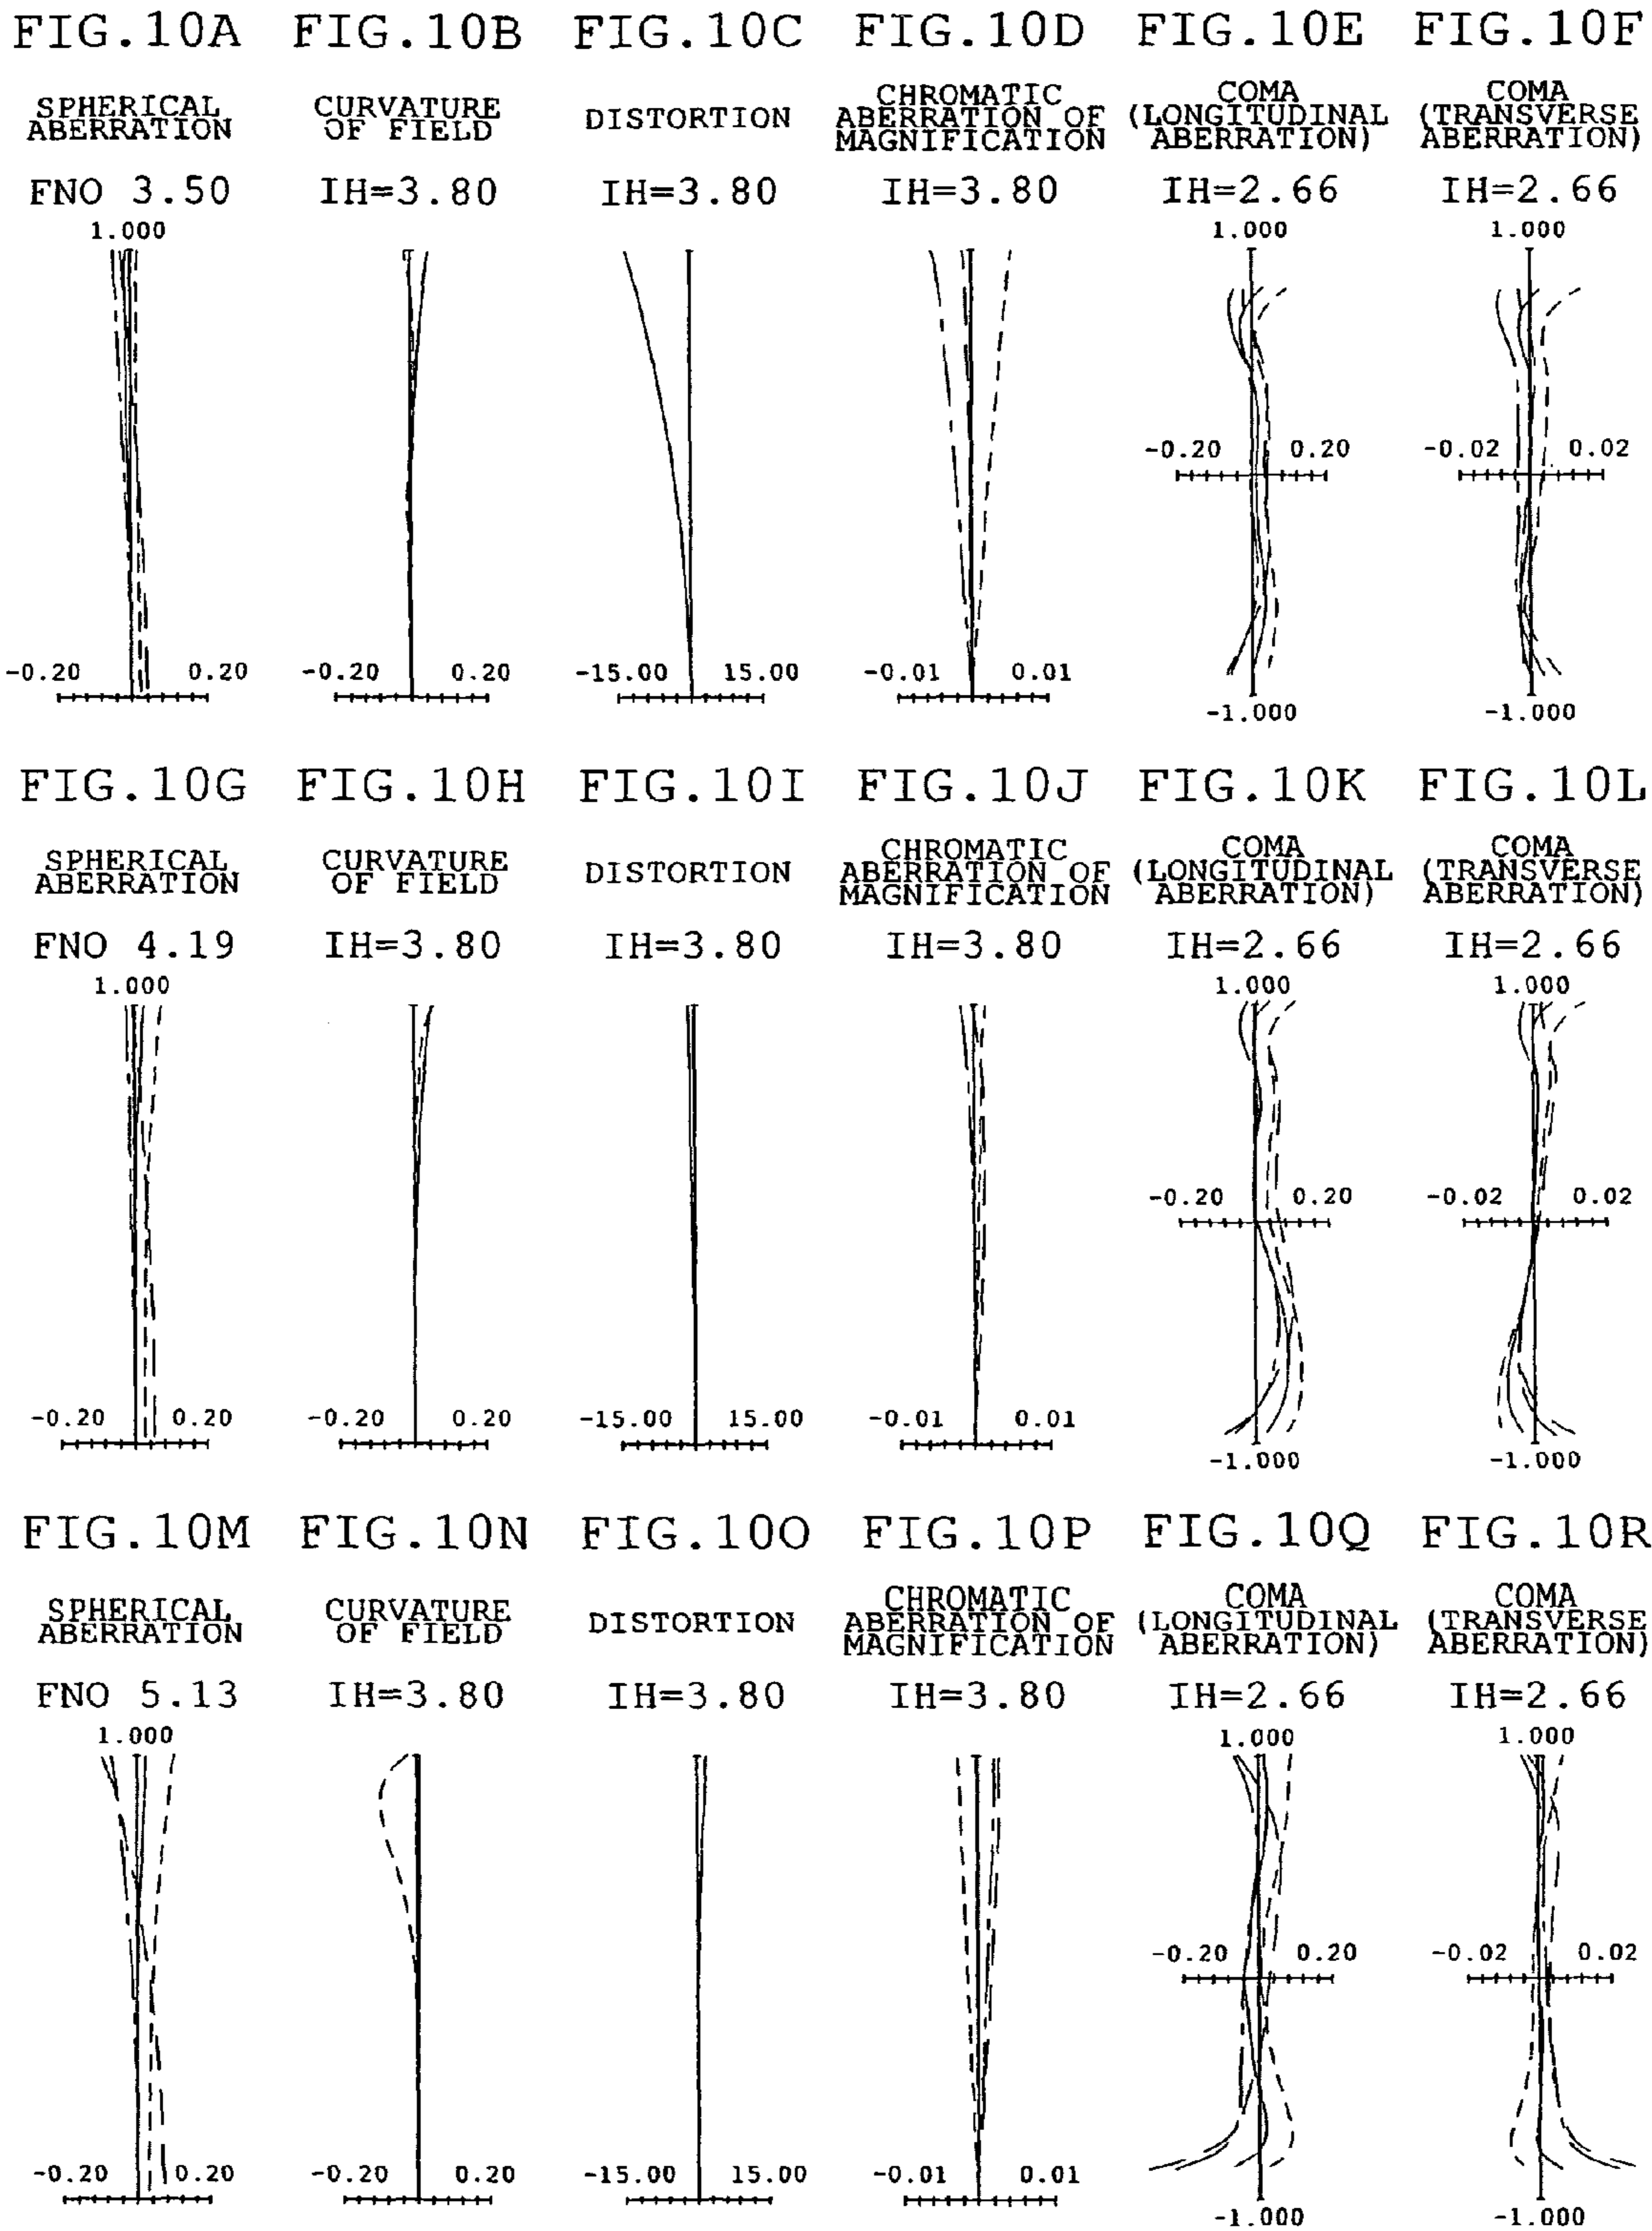 FIG.10A FIG.10B FIG.10C FIG.10D FIG.10E FIG.10F
SPHERICAL ABERRATION
CURVATURE OF FIELD
DISTORTION
CHROMATIC ABERRATION OF MAGNIFICATION
COMA (LONGITUDINAL ABERRATION)
COMA (TRANSVERSE ABERRATION)
FNO 3.50 IH=3.80 IH=3.80 IH=3.80 IH=2.66 IH=2.66
1.000 1.000 1.000
-0.20 0.20 -0.02 0.02
-0.20 0.20 -0.20 0.20 -15.00 15.00 -0.01 0.01
-1.000 -1.000
FIG.10G FIG.10H FIG.10I FIG.10J FIG.10K FIG.10L
SPHERICAL ABERRATION
CURVATURE OF FIELD
DISTORTION
CHROMATIC ABERRATION OF MAGNIFICATION
COMA (LONGITUDINAL ABERRATION)
COMA (TRANSVERSE ABERRATION)
FNO 4.19 IH=3.80 IH=3.80 IH=3.80 IH=2.66 IH=2.66
1.000 1.000 1.000
-0.20 0.20 -0.02 0.02
-0.20 0.20 -0.20 0.20 -15.00 15.00 -0.01 0.01
-1.000 -1.000
FIG.10M FIG.10N FIG.10O FIG.10P FIG.10Q FIG.10R
SPHERICAL ABERRATION
CURVATURE OF FIELD
DISTORTION
CHROMATIC ABERRATION OF MAGNIFICATION
COMA (LONGITUDINAL ABERRATION)
COMA (TRANSVERSE ABERRATION)
FNO 5.13 IH=3.80 IH=3.80 IH=3.80 IH=2.66 IH=2.66
1.000 1.000 1.000
-0.20 0.20 -0.02 0.02
-0.20 0.20 -0.20 0.20 -15.00 15.00 -0.01 0.01
-1.000 -1.000